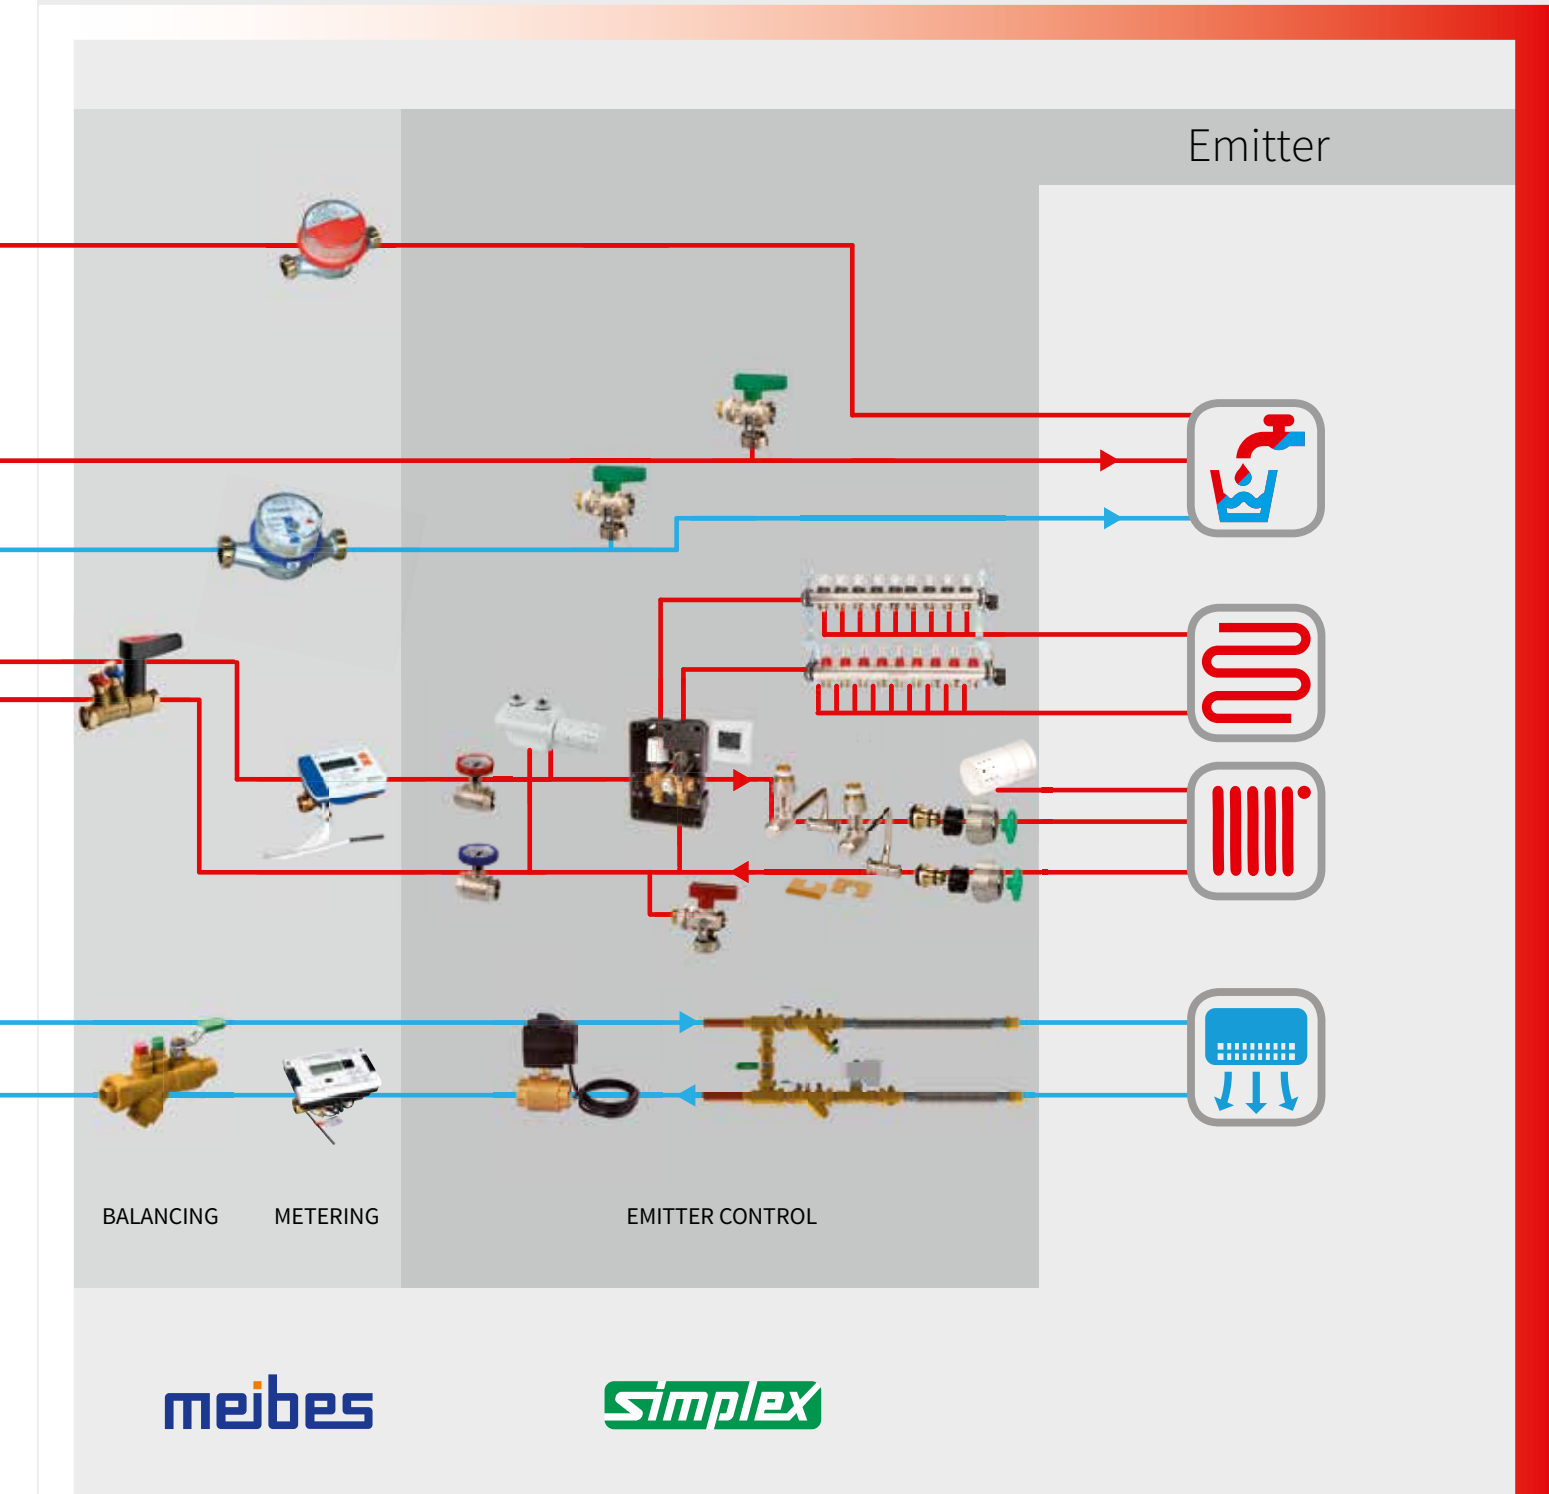 Emitter
BALANCING
METERING
EMITTER CONTROL
meibes
simplex